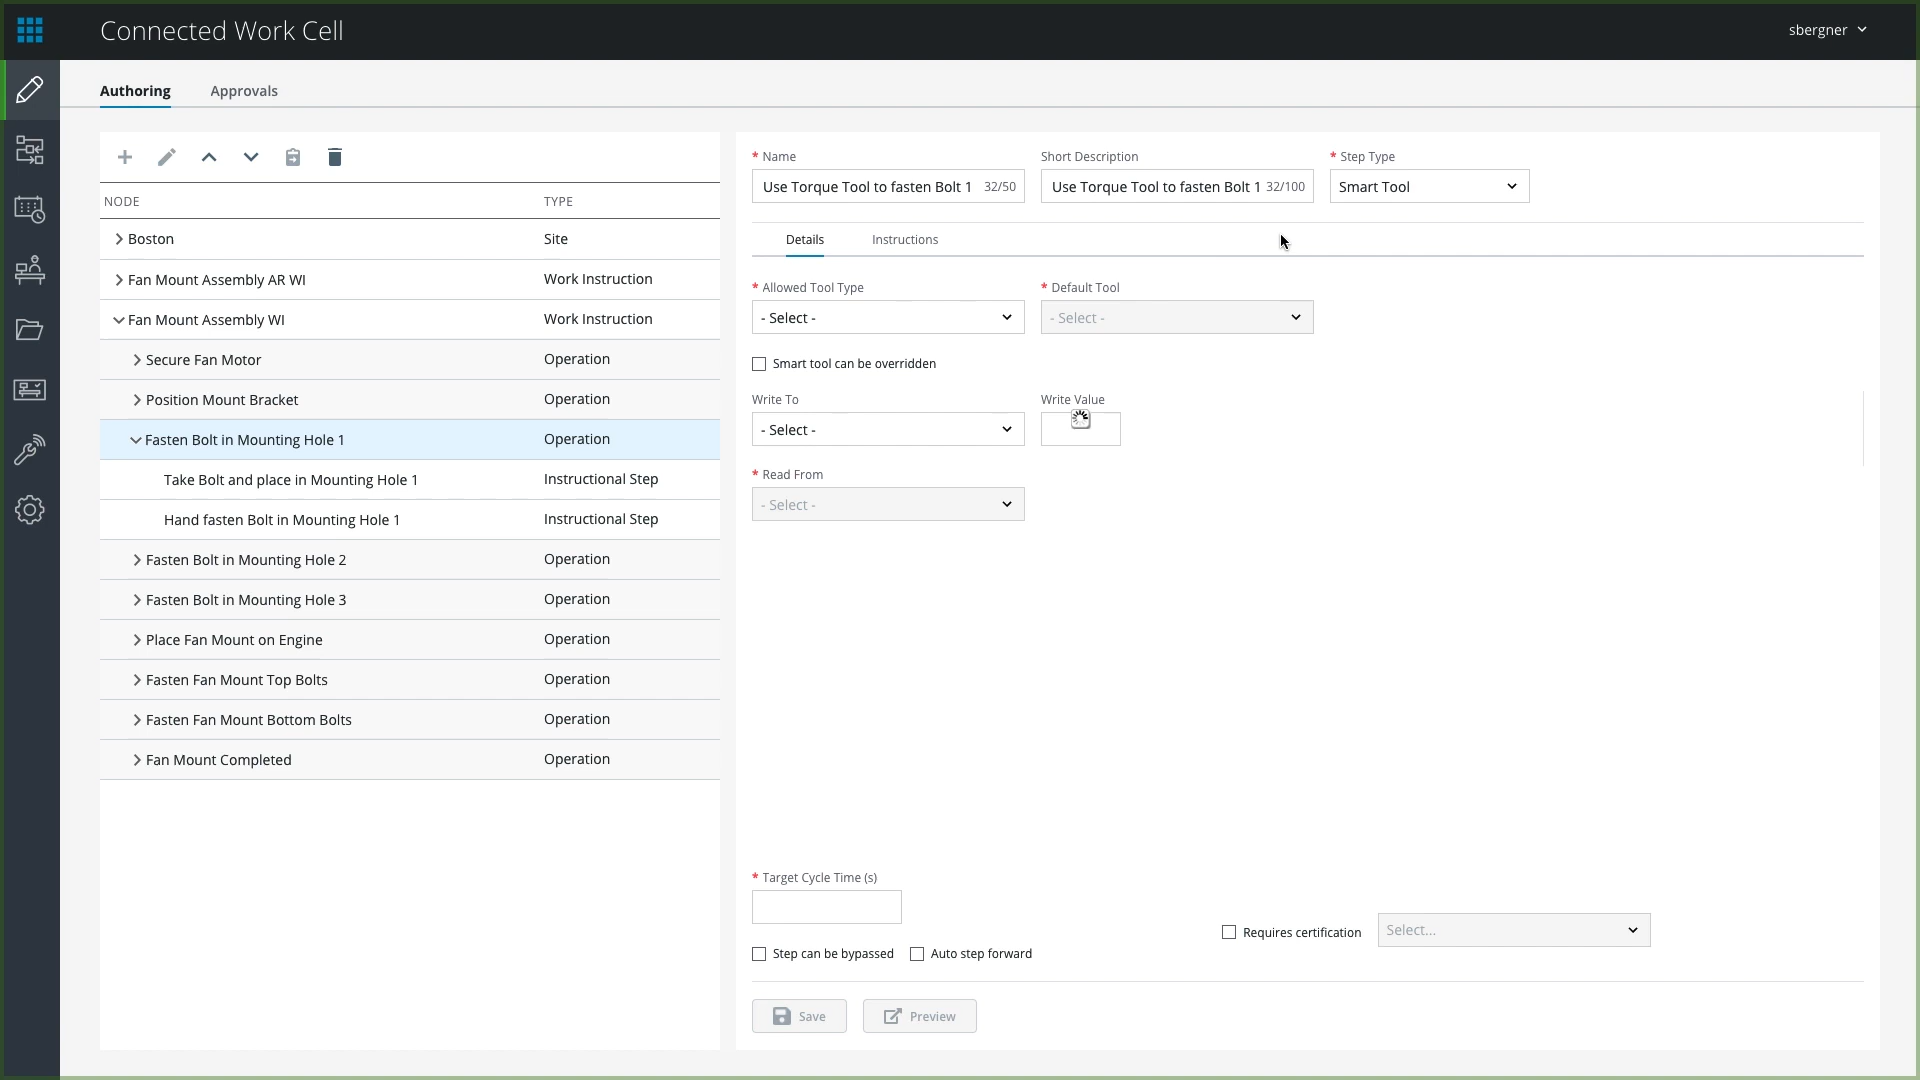 Connected Work Cell
sbergner
Authoring Approvals
NODE TYPE
Boston Site
Fan Mount Assembly AR WI Work Instruction
Fan Mount Assembly WI Work Instruction
Secure Fan Motor Operation
Position Mount Bracket Operation
Fasten Bolt in Mounting Hole 1 Operation
Take Bolt and place in Mounting Hole 1 Instructional Step
Hand fasten Bolt in Mounting Hole 1 Instructional Step
Fasten Bolt in Mounting Hole 2 Operation
Fasten Bolt in Mounting Hole 3 Operation
Place Fan Mount on Engine Operation
Fasten Fan Mount Top Bolts Operation
Fasten Fan Mount Bottom Bolts Operation
Fan Mount Completed Operation
* Name Short Description * Step Type
Use Torque Tool to fasten Bolt 1 32/50 Use Torque Tool to fasten Bolt 1 32/100 Smart Tool
Details Instructions
* Allowed Tool Type * Default Tool
- Select - - Select -
Smart tool can be overridden
Write To Write Value
- Select -
* Read From
- Select -
* Target Cycle Time (s)
Requires certification Select...
Step can be bypassed Auto step forward
Save Preview